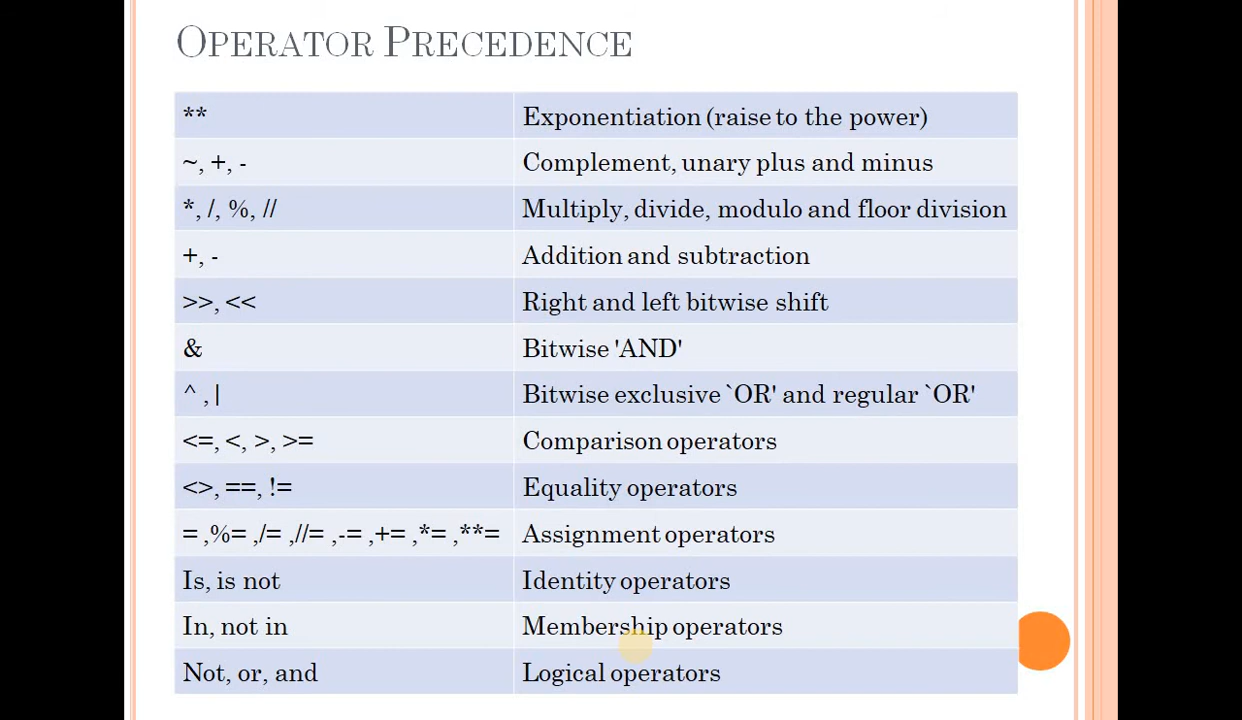 OPERATOR PRECEDENCE
** Exponentiation (raise to the power)
~, +, - Complement, unary plus and minus
*, /, %, // Multiply, divide, modulo and floor division
+, - Addition and subtraction
>>, << Right and left bitwise shift
& Bitwise 'AND'
^ ,| Bitwise exclusive `OR' and regular `OR'
<=, <, >, >= Comparison operators
<>, ==, != Equality operators
= ,%= ,/= ,//= ,-= ,+= ,*= ,**= Assignment operators
Is, is not Identity operators
In, not in Membership operators
Not, or, and Logical operators